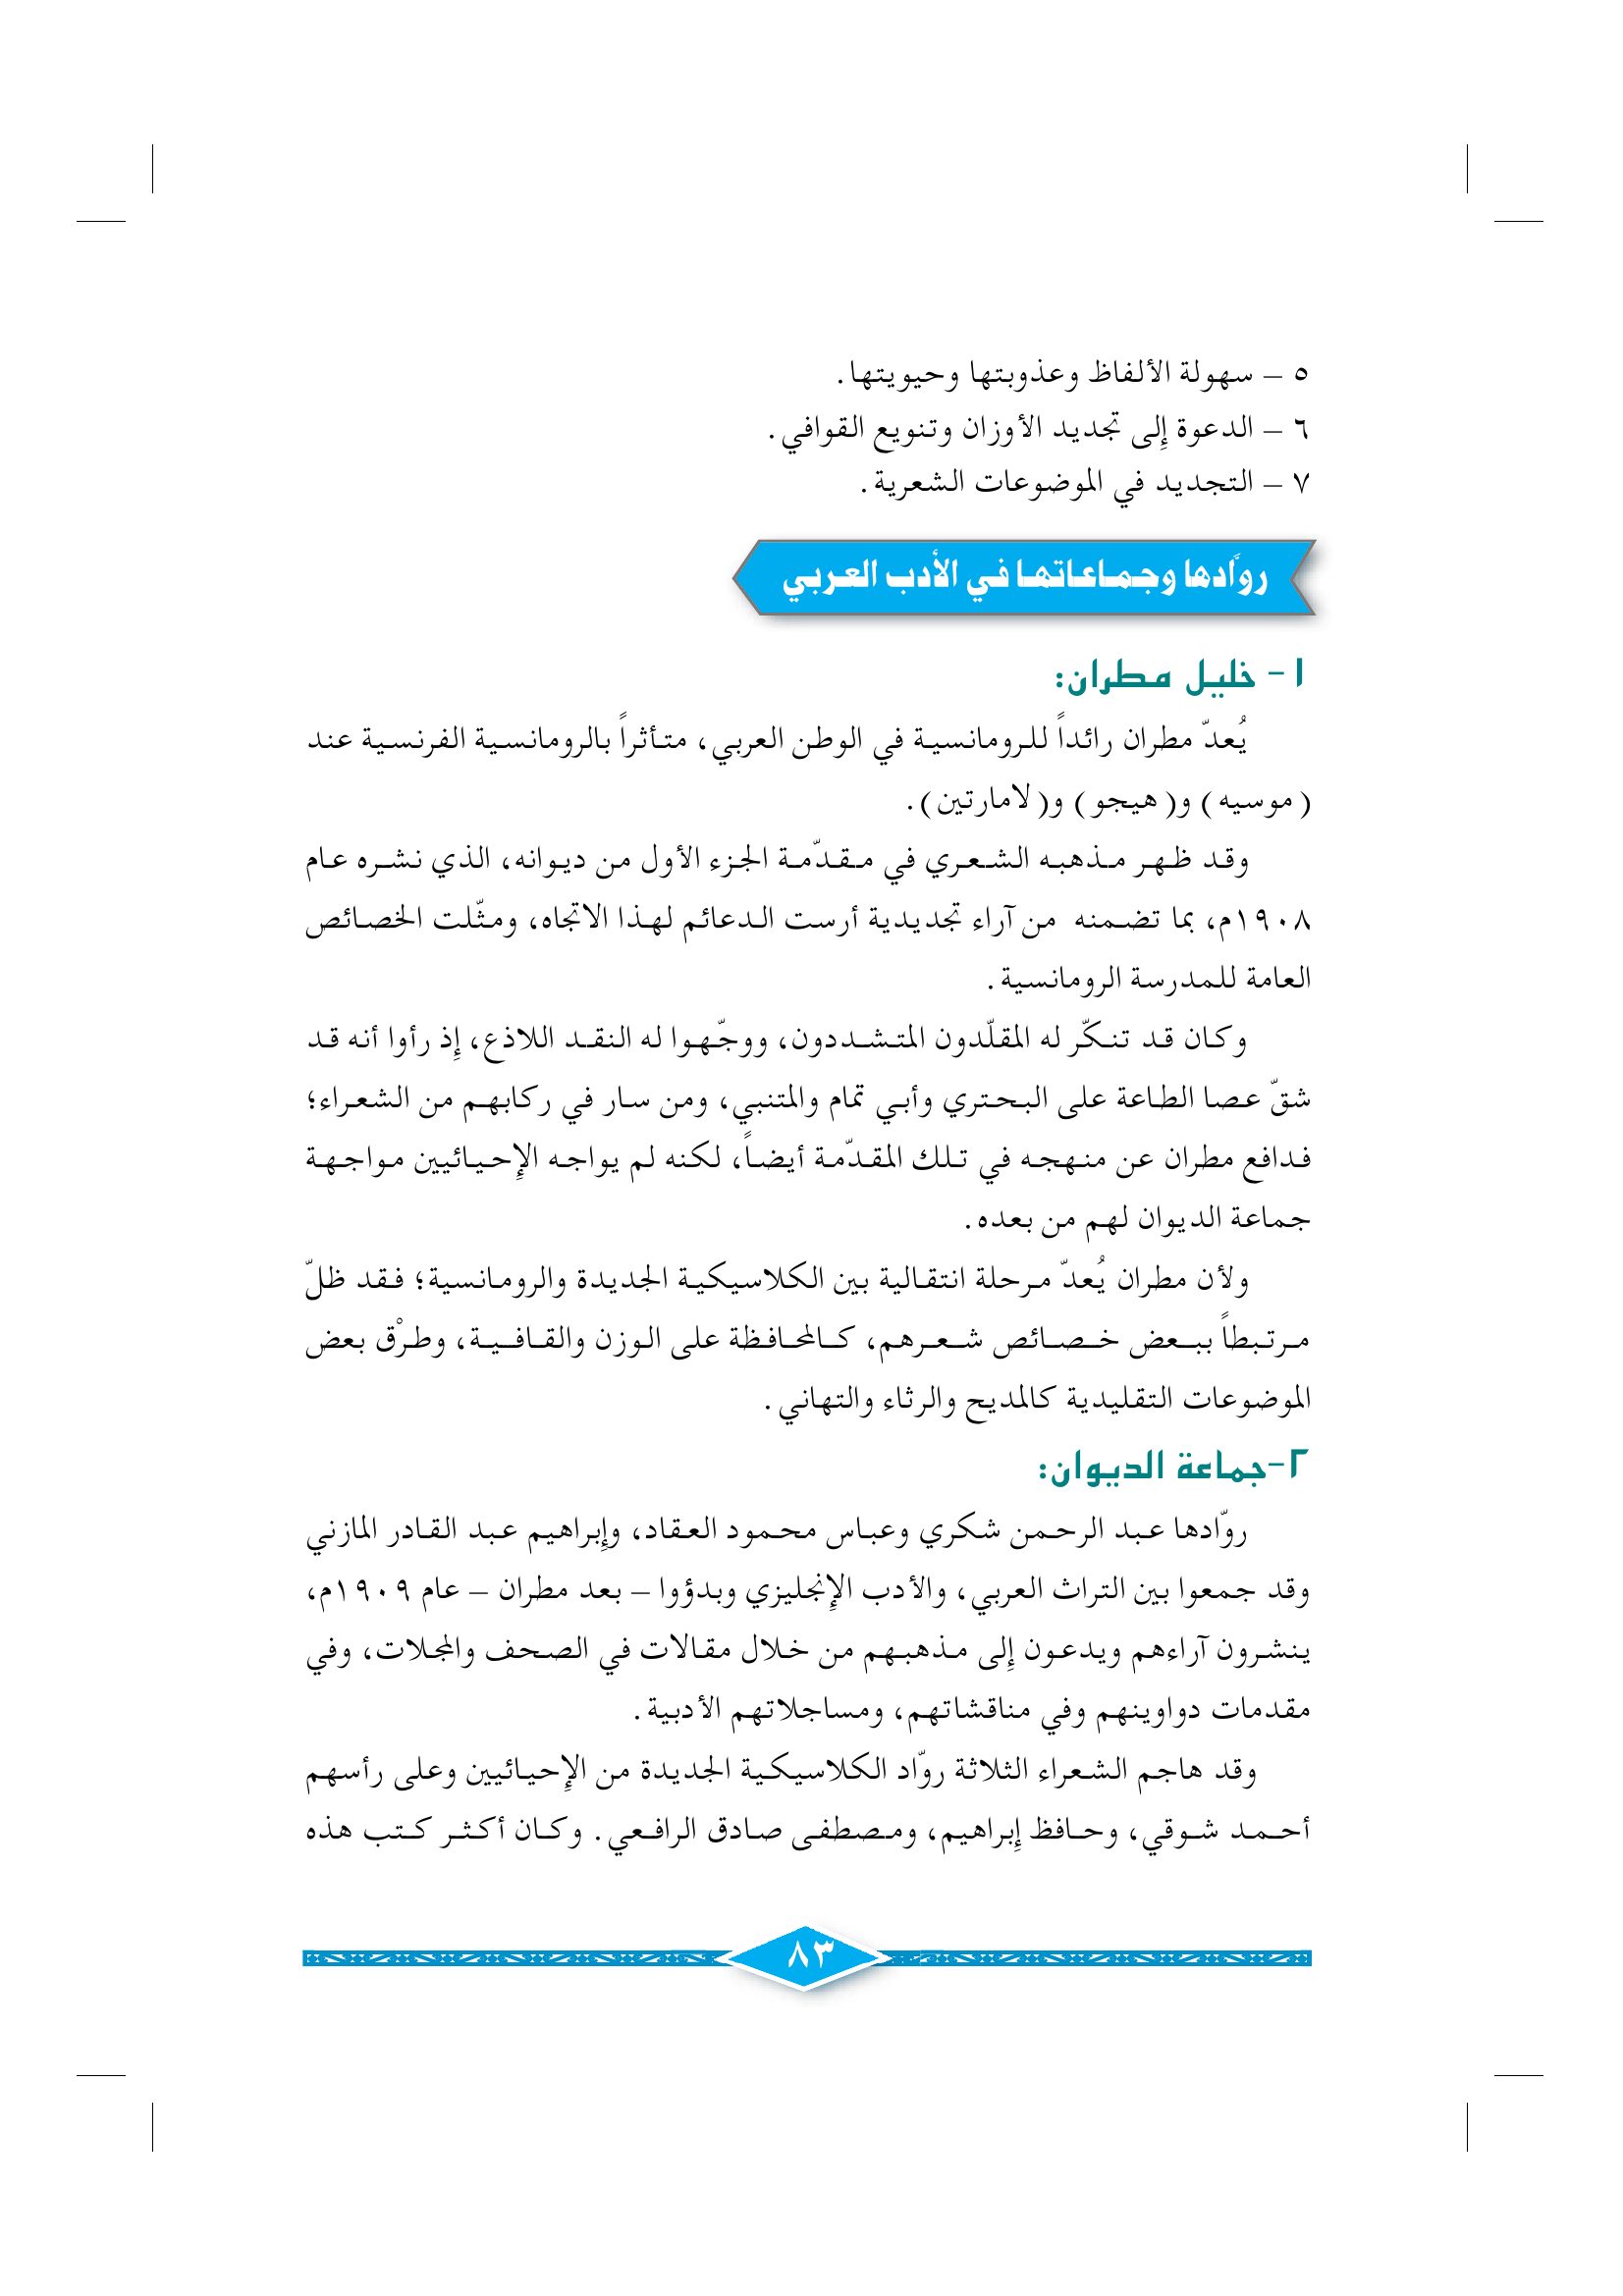 ٥ – سهولة الألفاظ وعذوبتها وحيويتها.
٦ – الدعوة إلى تجديد الأوزان وتنويع القوافي.
٧ – التجديد في الموضوعات الشعرية.
روّادها وجماعاتها في الأدب العربي
١- خليل مطران:
يُعدّ مطران رائداً للرومانسية في الوطن العربي، متأثراً بالرومانسية الفرنسية عند
(موسيه) و(هيجو) و(لامارتين).
وقد ظهر مذهبه الشعري في مقدّمة الجزء الأول من ديوانه، الذي نشره عام
١٩٠٨م، بما تضمنه من آراء تجديدية أرست الدعائم لهذا الاتجاه، ومثّلت الخصائص
العامة للمدرسة الرومانسية.
وكان قد تنكّر له المقلّدون المتشددون، ووجّهوا له النقد اللاذع، إذ رأوا أنه قد
شقّ عصا الطاعة على البحتري وأبي تمام والمتنبي، ومن سار في ركابهم من الشعراء؛
فدافع مطران عن منهجه في تلك المقدّمة أيضاً، لكنه لم يواجه الإحيائيين مواجهة
جماعة الديوان لهم من بعده.
ولأن مطران يُعدّ مرحلة انتقالية بين الكلاسيكية الجديدة والرومانسية؛ فقد ظلّ
مرتبطاً ببعض خصائص شعرهم، كالمحافظة على الوزن والقافية، وطرْق بعض
الموضوعات التقليدية كالمديح والرثاء والتهاني.
٢-جماعة الديوان:
روّادها عبد الرحمن شكري وعباس محمود العقاد، وإبراهيم عبد القادر المازني
وقد جمعوا بين التراث العربي، والأدب الإنجليزي وبدؤوا – بعد مطران – عام ١٩٠٩م،
ينشرون آراءهم ويدعون إلى مذهبهم من خلال مقالات في الصحف والمجلات، وفي
مقدمات دواوينهم وفي مناقشاتهم، ومساجلاتهم الأدبية.
وقد هاجم الشعراء الثلاثة روّاد الكلاسيكية الجديدة من الإحيائيين وعلى رأسهم
أحمد شوقي، وحافظ إبراهيم، ومصطفى صادق الرافعي. وكان أكثر كتب هذه
٨٣